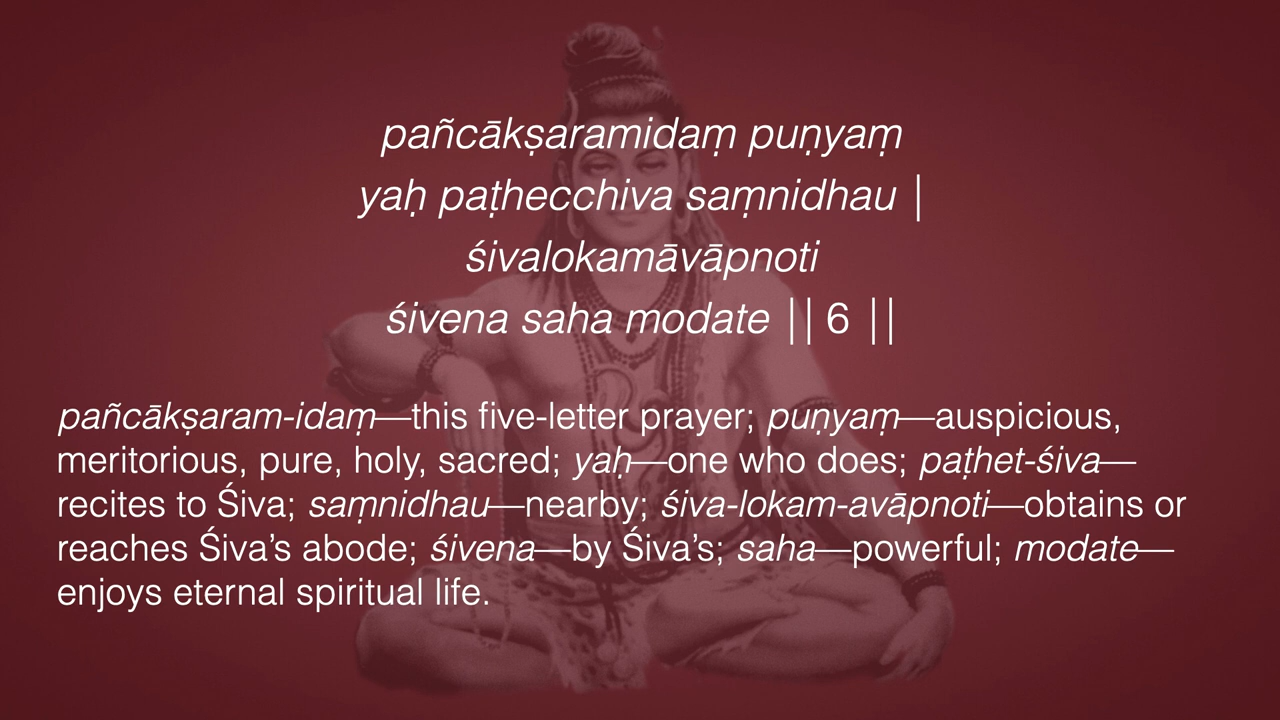 pañcākṣaramidaṃ puṇyaṃ
yaḥ paṭhecchiva saṃnidhau |
śivalokamāvāpnoti
śivena saha modate || 6 ||
pañcākṣaram-idaṃ—this five-letter prayer; puṇyaṃ—auspicious,
meritorious, pure, holy, sacred; yaḥ—one who does; paṭhet-śiva—
recites to Śiva; saṃnidhau—nearby; śiva-lokam-avāpnoti—obtains or
reaches Śiva’s abode; śivena—by Śiva’s; saha—powerful; modate—
enjoys eternal spiritual life.